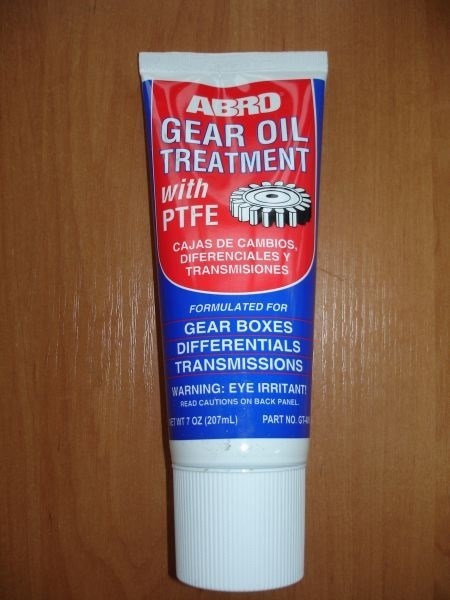 ABRO
GEAR OIL
TREATMENT
with
PTFE
CAJAS DE CAMBIOS,
DIFERENCIALES Y
TRANSMISIONES
FORMULATED FOR
GEAR BOXES
DIFFERENTIALS
TRANSMISSIONS
WARNING: EYE IRRITANT!
READ CAUTIONS ON BACK PANEL.
WT 7 OZ (207mL) PART NO.